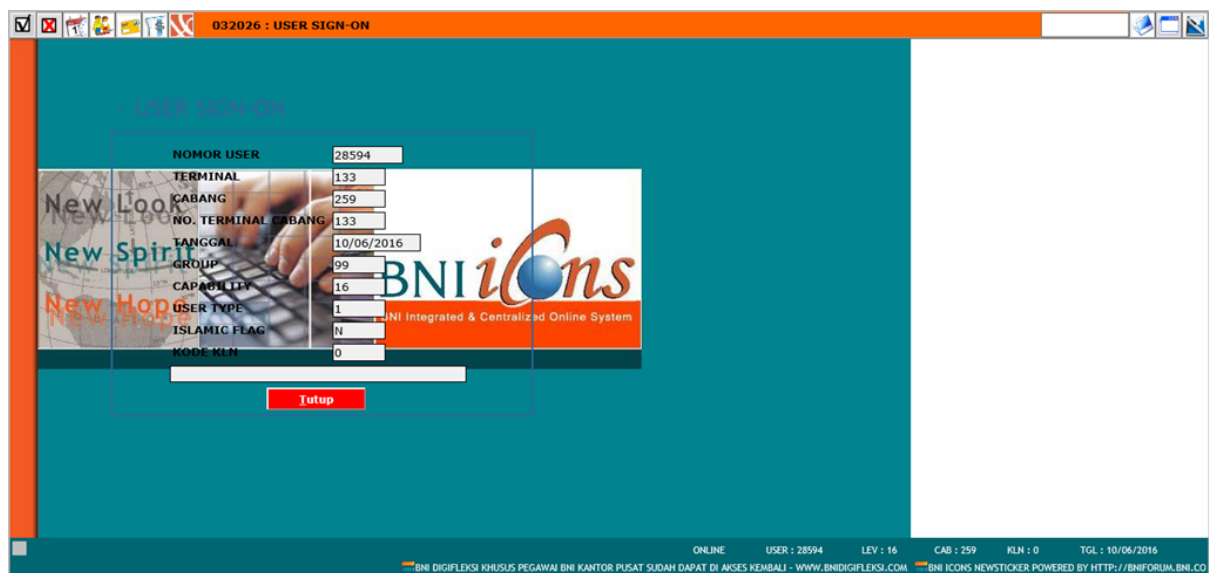 032026 : USER SIGN-ON
- USER SIGN-ON
NOMOR USER 28594
TERMINAL 133
CABANG 259
NO. TERMINAL CABANG 133
TANGGAL 10/06/2016
GROUP 99
CAPABILITY 16
USER TYPE 1
ISLAMIC FLAG N
KODE KLN 0
Tutup
New Look
New Spirit
New Hope
BNI icons
BNI Integrated & Centralized Online System
ONLINE USER : 28594 LEV : 16 CAB : 259 KLN : 0 TGL : 10/06/2016
BNI DIGIFLEKSI KHUSUS PEGAWAI BNI KANTOR PUSAT SUDAH DAPAT DI AKSES KEMBALI - WWW.BNIDIGIFLEKSI.COM BNI ICONS NEWSTICKER POWERED BY HTTP://BNIFORUM.BNI.CO